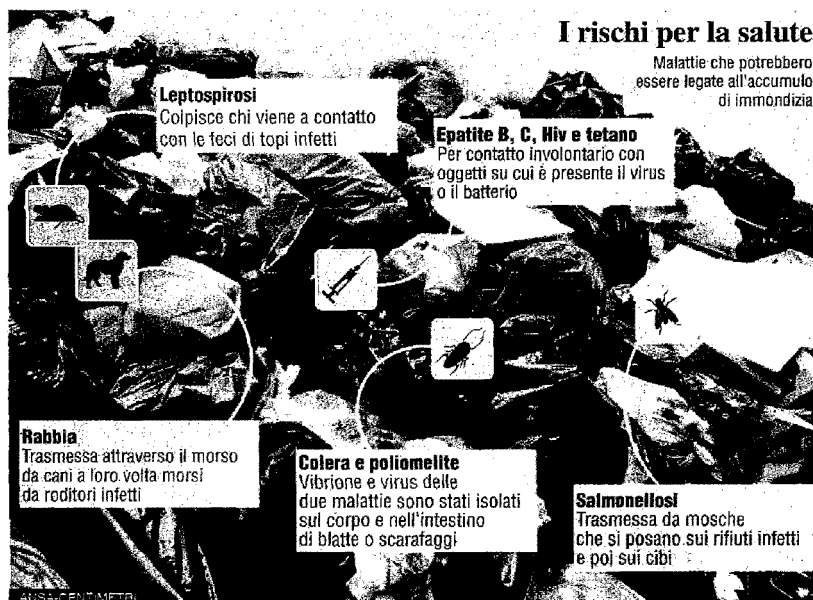 I rischi per la salute
Malattie che potrebbero
essere legate all'accumulo
di immondizia
Leptospirosi
Colpisce chi viene a contatto
con le feci di topi infetti
Epatite B, C, Hiv e tetano
Per contatto involontario con
oggetti su cui è presente il virus
o il batterio
Rabbia
Trasmessa attraverso il morso
da cani a loro volta morsi
da roditori infetti
Colera e poliomelite
Vibrione e virus delle
due malattie sono stati isolati
sul corpo e nell'intestino
di blatte o scarafaggi
Salmonellosi
Trasmessa da mosche
che si posano sui rifiuti infetti
e poi sui cibi
ANSA-CENTIMETRI